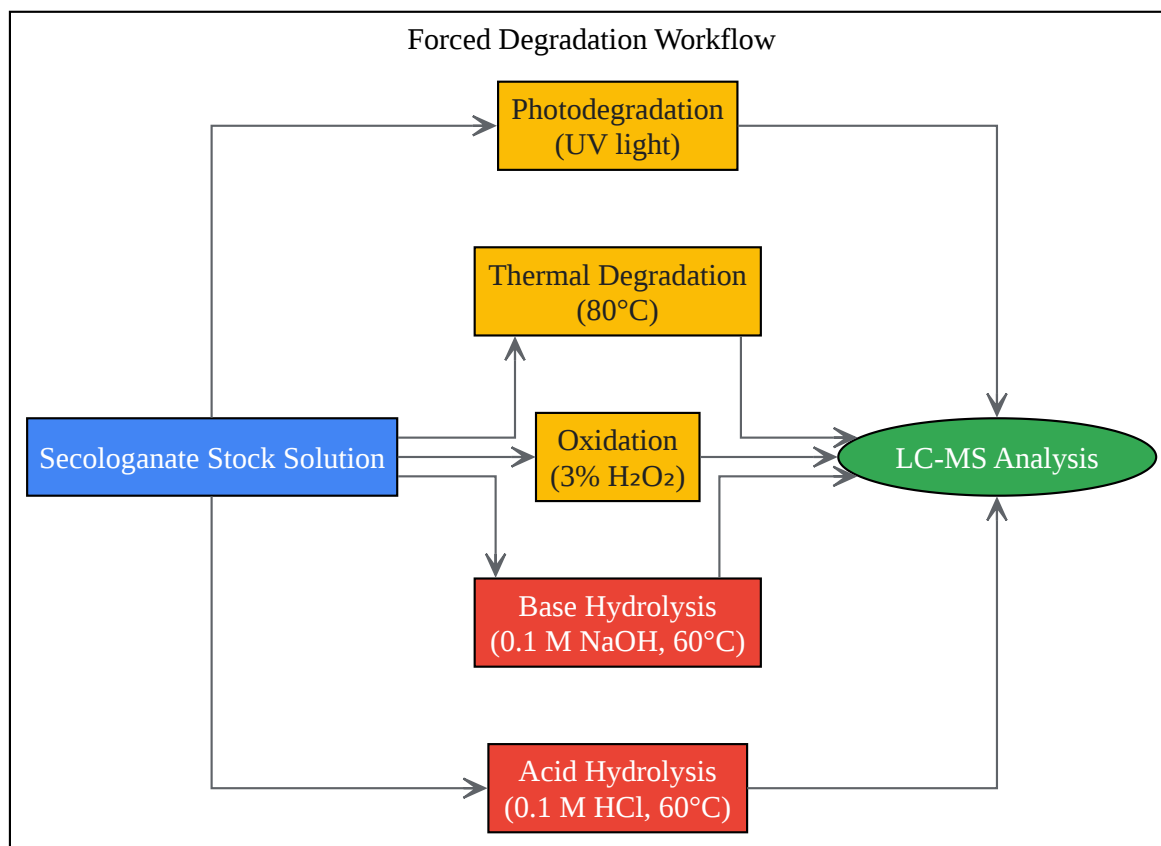 Forced Degradation Workflow
Photodegradation
(UV light)
Thermal Degradation
(80°C)
Secologanate Stock Solution
Oxidation
(3% H₂O₂)
LC-MS Analysis
Base Hydrolysis
(0.1 M NaOH, 60°C)
Acid Hydrolysis
(0.1 M HCl, 60°C)